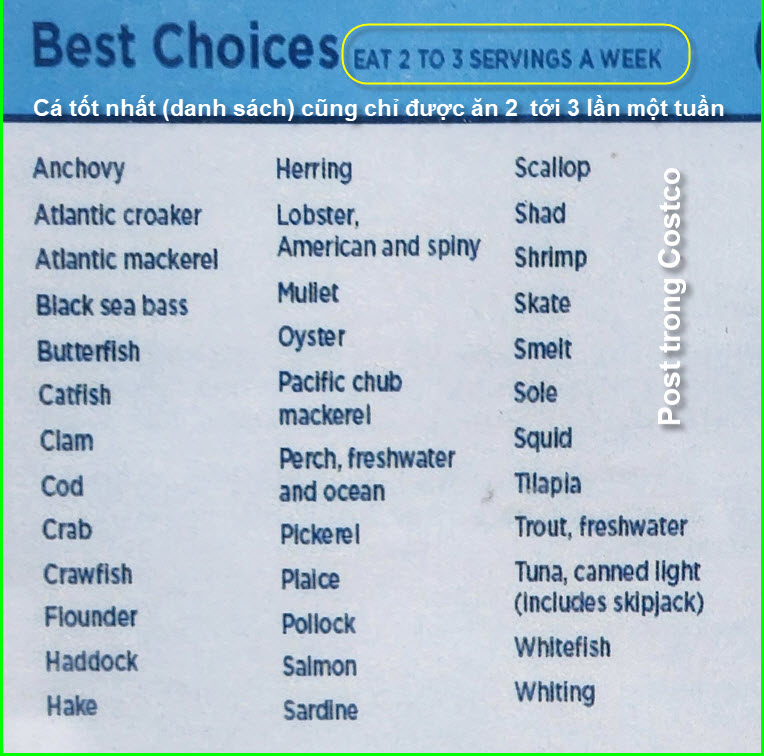 Best Choices EAT 2 TO 3 SERVINGS A WEEK
Cá tốt nhất (danh sách) cũng chỉ được ăn 2 tới 3 lần một tuần
Anchovy
Atlantic croaker
Atlantic mackerel
Black sea bass
Butterfish
Catfish
Clam
Cod
Crab
Crawfish
Flounder
Haddock
Hake
Herring
Lobster,
American and spiny
Mullet
Oyster
Pacific chub
mackerel
Perch, freshwater
and ocean
Pickerel
Plaice
Pollock
Salmon
Sardine
Scallop
Shad
Shrimp
Skate
Smelt
Sole
Squid
Tilapia
Trout, freshwater
Tuna, canned light
(includes skipjack)
Whitefish
Whiting
Post trong Costco